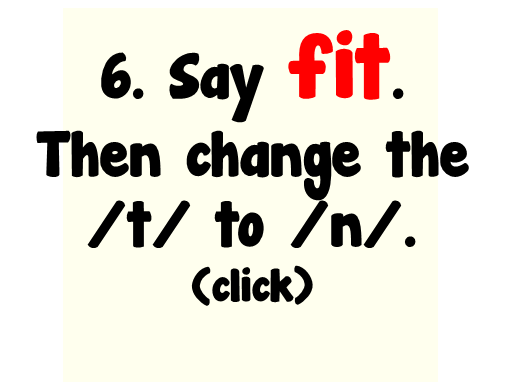 6. Say fit.
Then change the
/t/ to /n/.
(click)